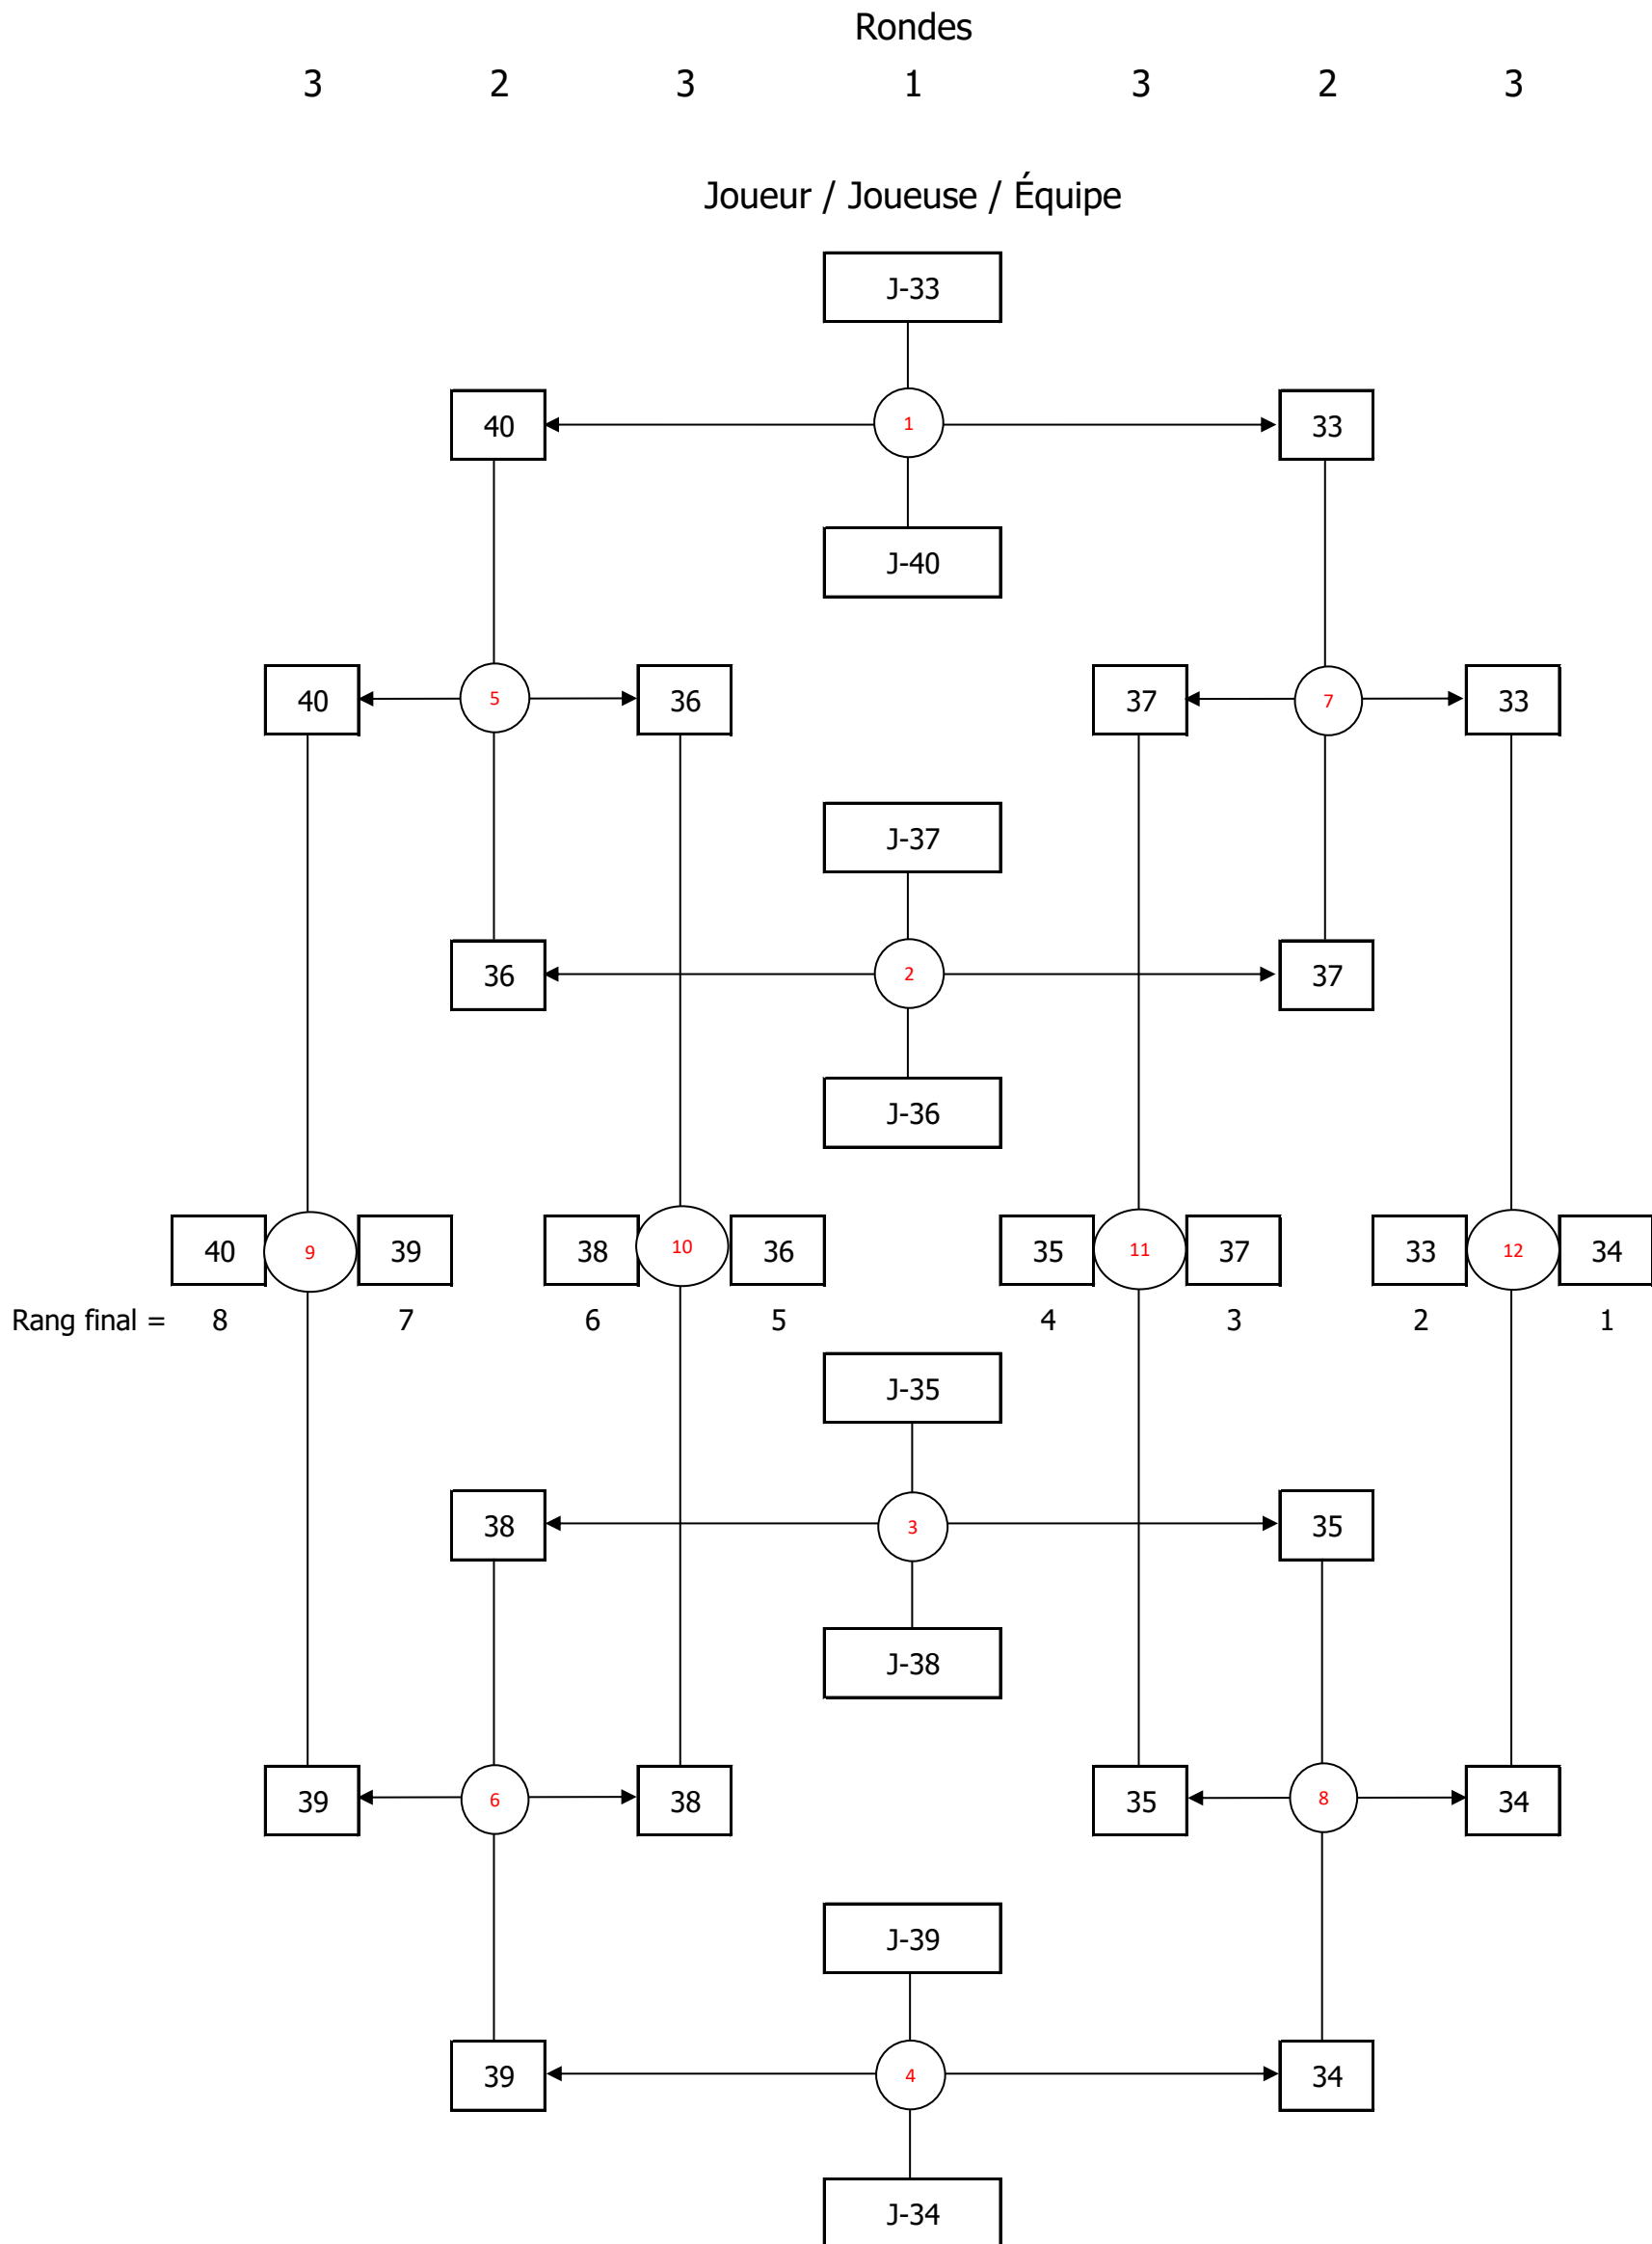 Rondes
3 2 3 1 3 2 3
Joueur / Joueuse / Équipe
J-33
40 1 33
J-40
40 5 36 37 7 33
J-37
36 2 37
J-36
40 9 39 38 10 36 35 11 37 33 12 34
Rang final = 8 7 6 5 4 3 2 1
J-35
38 3 35
J-38
39 6 38 35 8 34
J-39
39 4 34
J-34